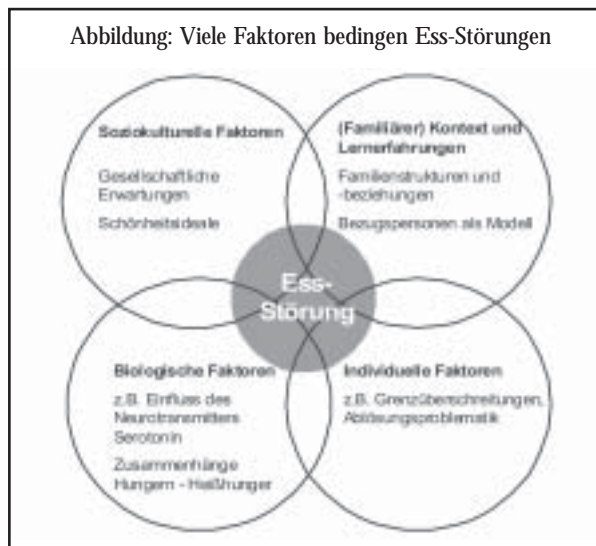 Abbildung: Viele Faktoren bedingen Ess-Störungen
Soziokulturelle Faktoren
Gesellschaftliche
Erwartungen
Schönheitsideale
(Familiärer) Kontext und
Lernerfahrungen
Familienstrukturen und
-beziehungen
Bezugspersonen als Modell
Ess-
Störung
Biologische Faktoren
z.B. Einfluss des
Neurotransmitters
Serotonin
Zusammenhänge
Hungern - Heißhunger
Individuelle Faktoren
z.B. Grenzüberschreitungen,
Ablösungsproblematik